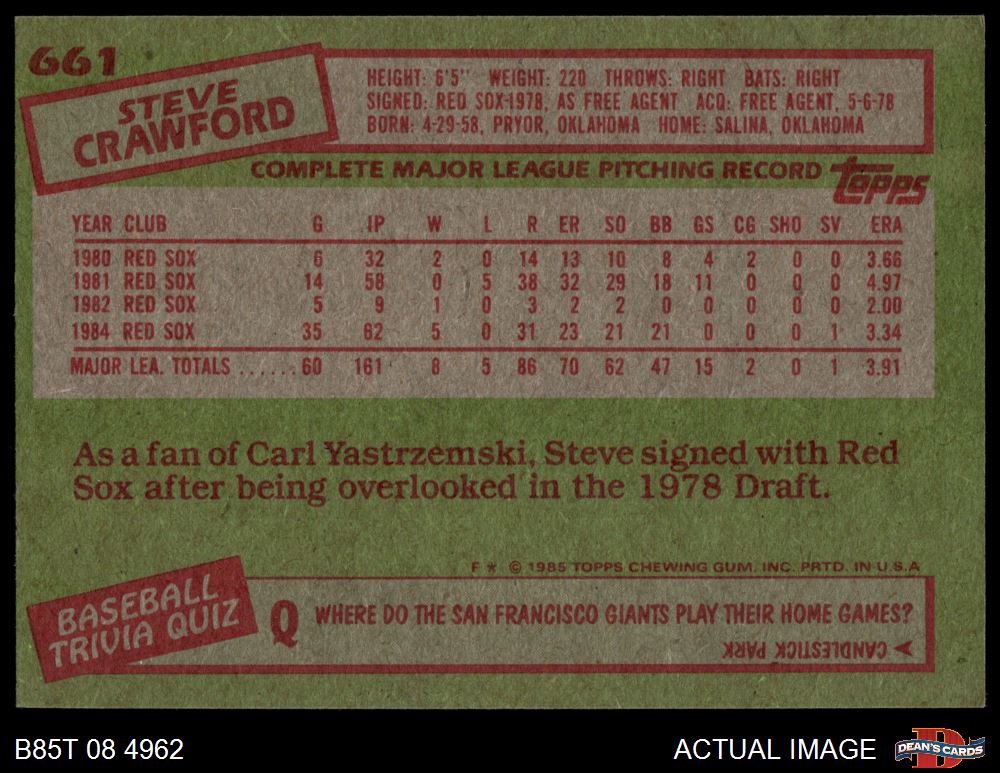 661
STEVE
CRAWFORD
HEIGHT: 6'5" WEIGHT: 220 THROWS: RIGHT BATS: RIGHT
SIGNED: RED SOX-1978, AS FREE AGENT ACQ: FREE AGENT, 5-6-78
BORN: 4-29-58, PRYOR, OKLAHOMA HOME: SALINA, OKLAHOMA
COMPLETE MAJOR LEAGUE PITCHING RECORD topps
YEAR CLUB G IP W L R ER SO BB GS CG SHO SV ERA
1980 RED SOX 6 32 2 0 14 13 10 8 4 2 0 0 3.66
1981 RED SOX 14 58 0 5 38 32 29 18 11 0 0 0 4.97
1982 RED SOX 5 9 1 0 3 2 2 0 0 0 0 0 2.00
1984 RED SOX 35 62 5 0 31 23 21 21 0 0 0 1 3.34
MAJOR LEA. TOTALS ......60 161 8 5 86 70 62 47 15 2 0 1 3.91
As a fan of Carl Yastrzemski, Steve signed with Red
Sox after being overlooked in the 1978 Draft.
F * © 1985 TOPPS CHEWING GUM, INC. PRTD. IN U.S.A
BASEBALL
TRIVIA QUIZ
Q WHERE DO THE SAN FRANCISCO GIANTS PLAY THEIR HOME GAMES?
CANDLESTICK PARK
B85T 08 4962
ACTUAL IMAGE
DEAN'S CARDS